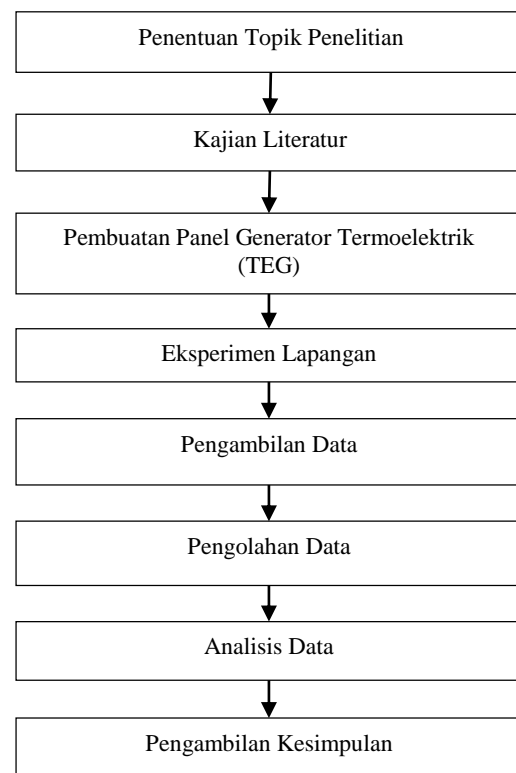 Penentuan Topik Penelitian
Kajian Literatur
Pembuatan Panel Generator Termoelektrik
(TEG)
Eksperimen Lapangan
Pengambilan Data
Pengolahan Data
Analisis Data
Pengambilan Kesimpulan